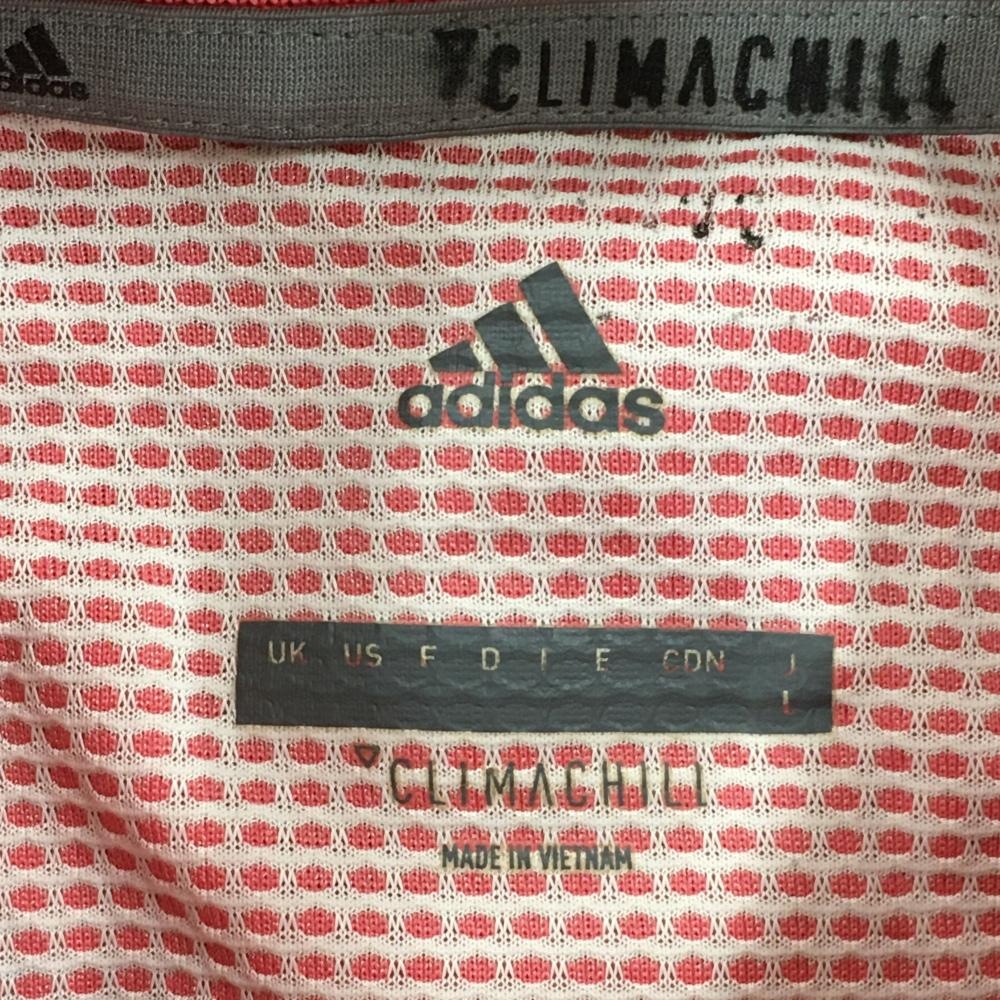 adidas CLIMACHILL
adidas
UK US F D I E CDN J
L
CLIMACHILL
MADE IN VIETNAM